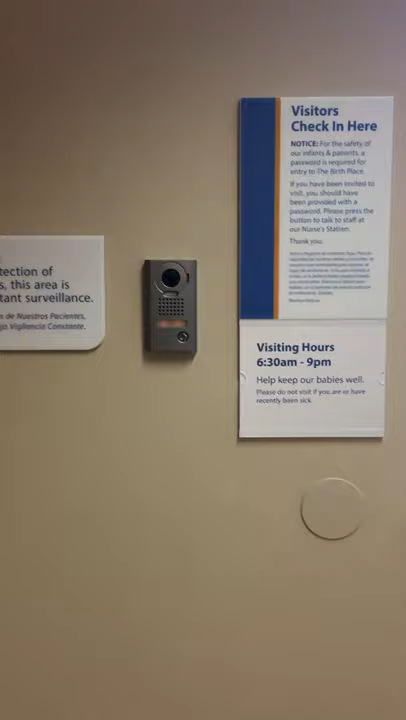 tection of
s, this area is
tant surveillance.
n de Nuestros Pacientes,
jo Vigilancia Constante.
Visitors
Check In Here
NOTICE: For the safety of
our infants & patients, a
password is required for
entry to The Birth Place.
If you have been invited to
visit, you should have
been provided with a
password. Please press the
button to talk to staff at
our Nurse's Station.
Thank you.
Visiting Hours
6:30am - 9pm
Help keep our babies well.
Please do not visit if you are or have
recently been sick.